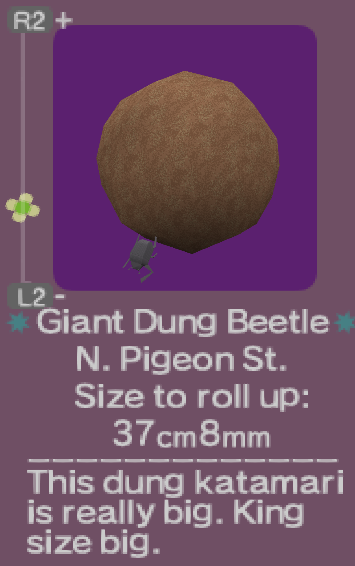 R2 +
L2 -
Giant Dung Beetle
N. Pigeon St.
Size to roll up:
37cm8mm
This dung katamari
is really big. King
size big.